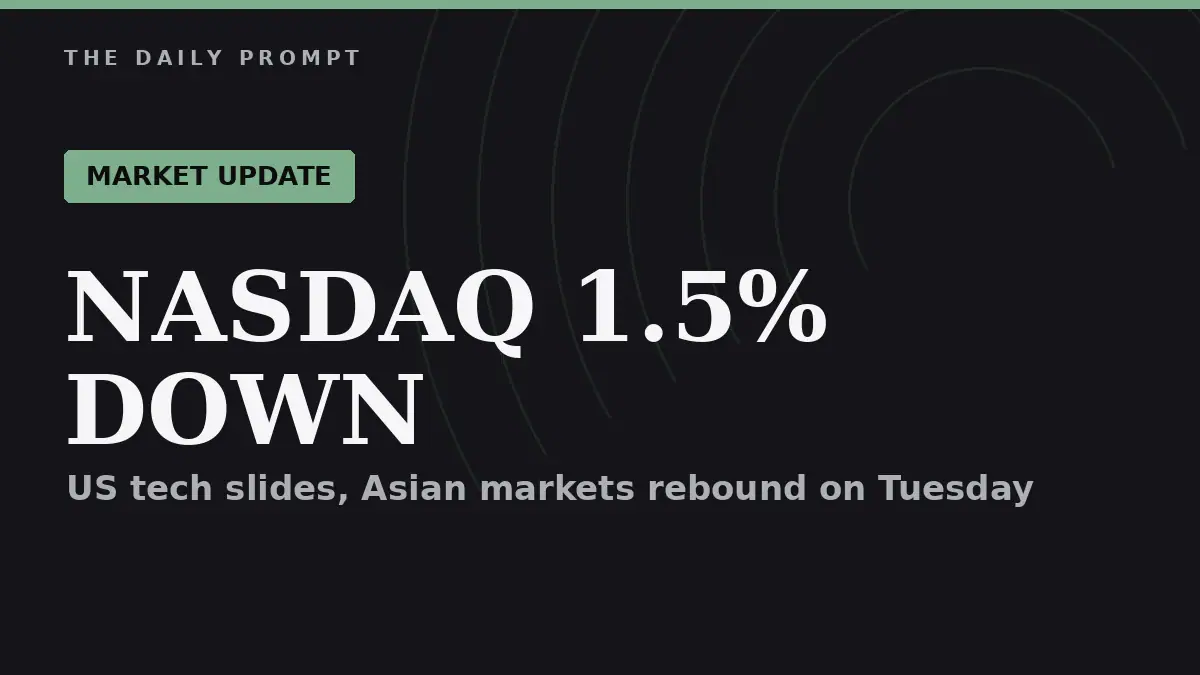 THE DAILY PROMPT
MARKET UPDATE
NASDAQ 1.5%
DOWN
US tech slides, Asian markets rebound on Tuesday